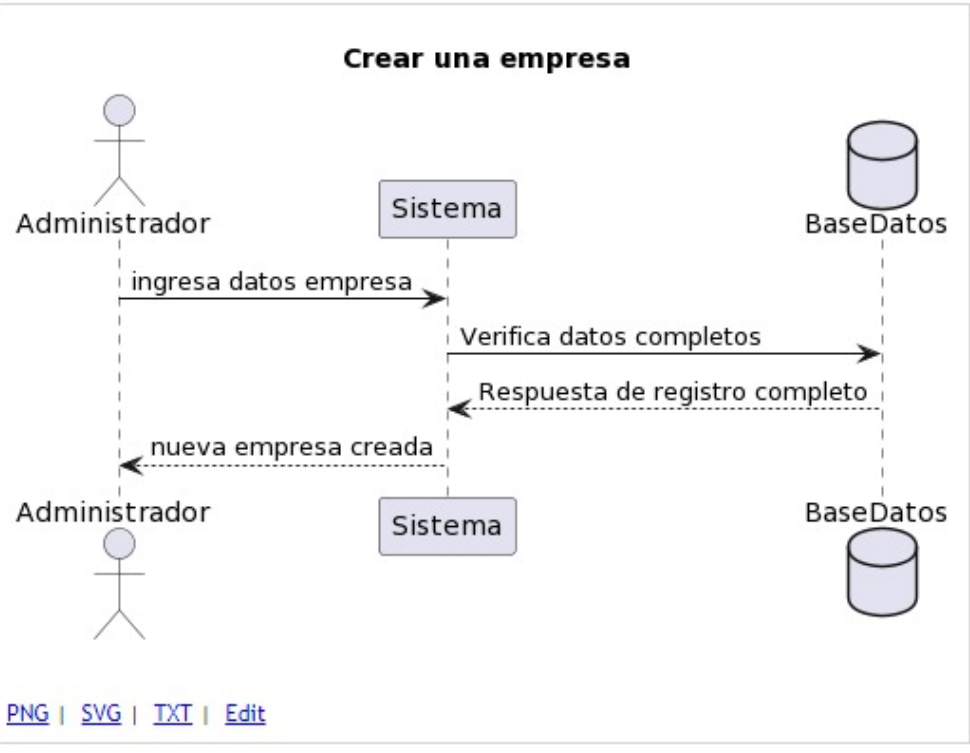 Crear una empresa
Administrador
Sistema
BaseDatos
ingresa datos empresa
Verifica datos completos
Respuesta de registro completo
nueva empresa creada
Administrador
Sistema
BaseDatos
PNG | SVG | TXT | Edit